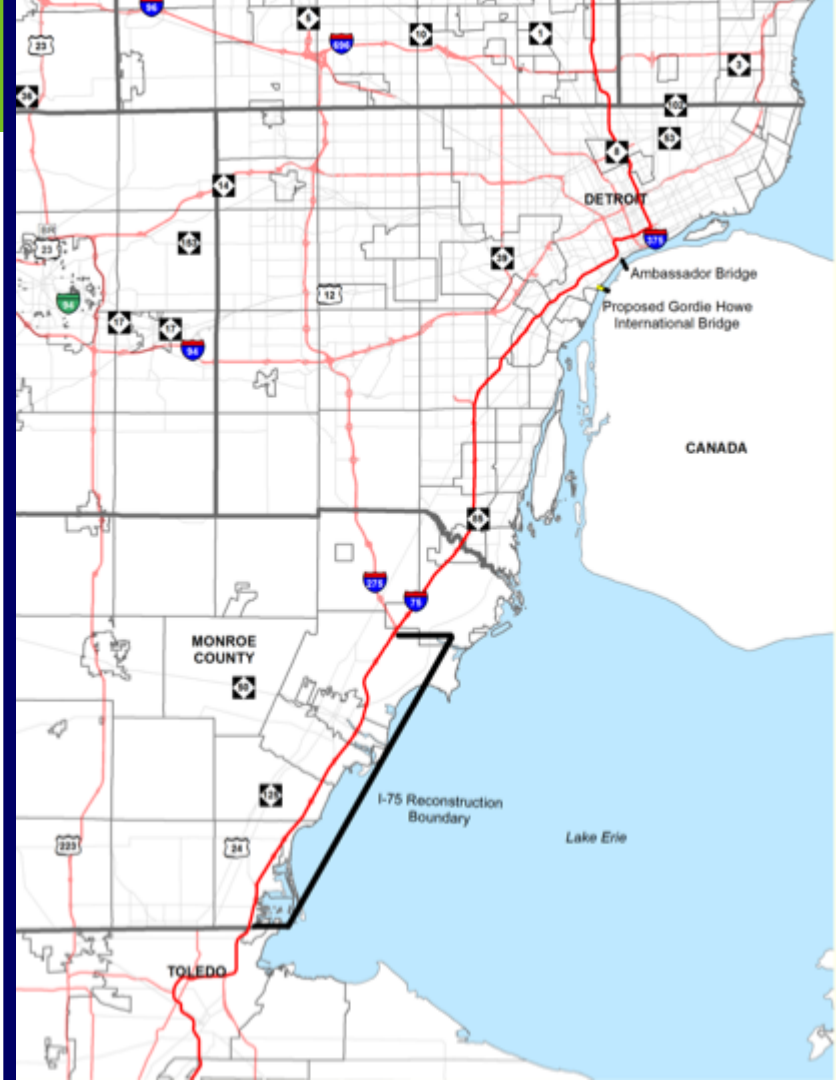 96
5
10
1
23
696
3
36
102
53
8
14
DETROIT
153
375
23
39
Ambassador Bridge
94
12
Proposed Gordie Howe
International Bridge
17
17
94
CANADA
85
275
75
MONROE
COUNTY
50
125
I-75 Reconstruction
Boundary
Lake Erie
223
24
TOLEDO